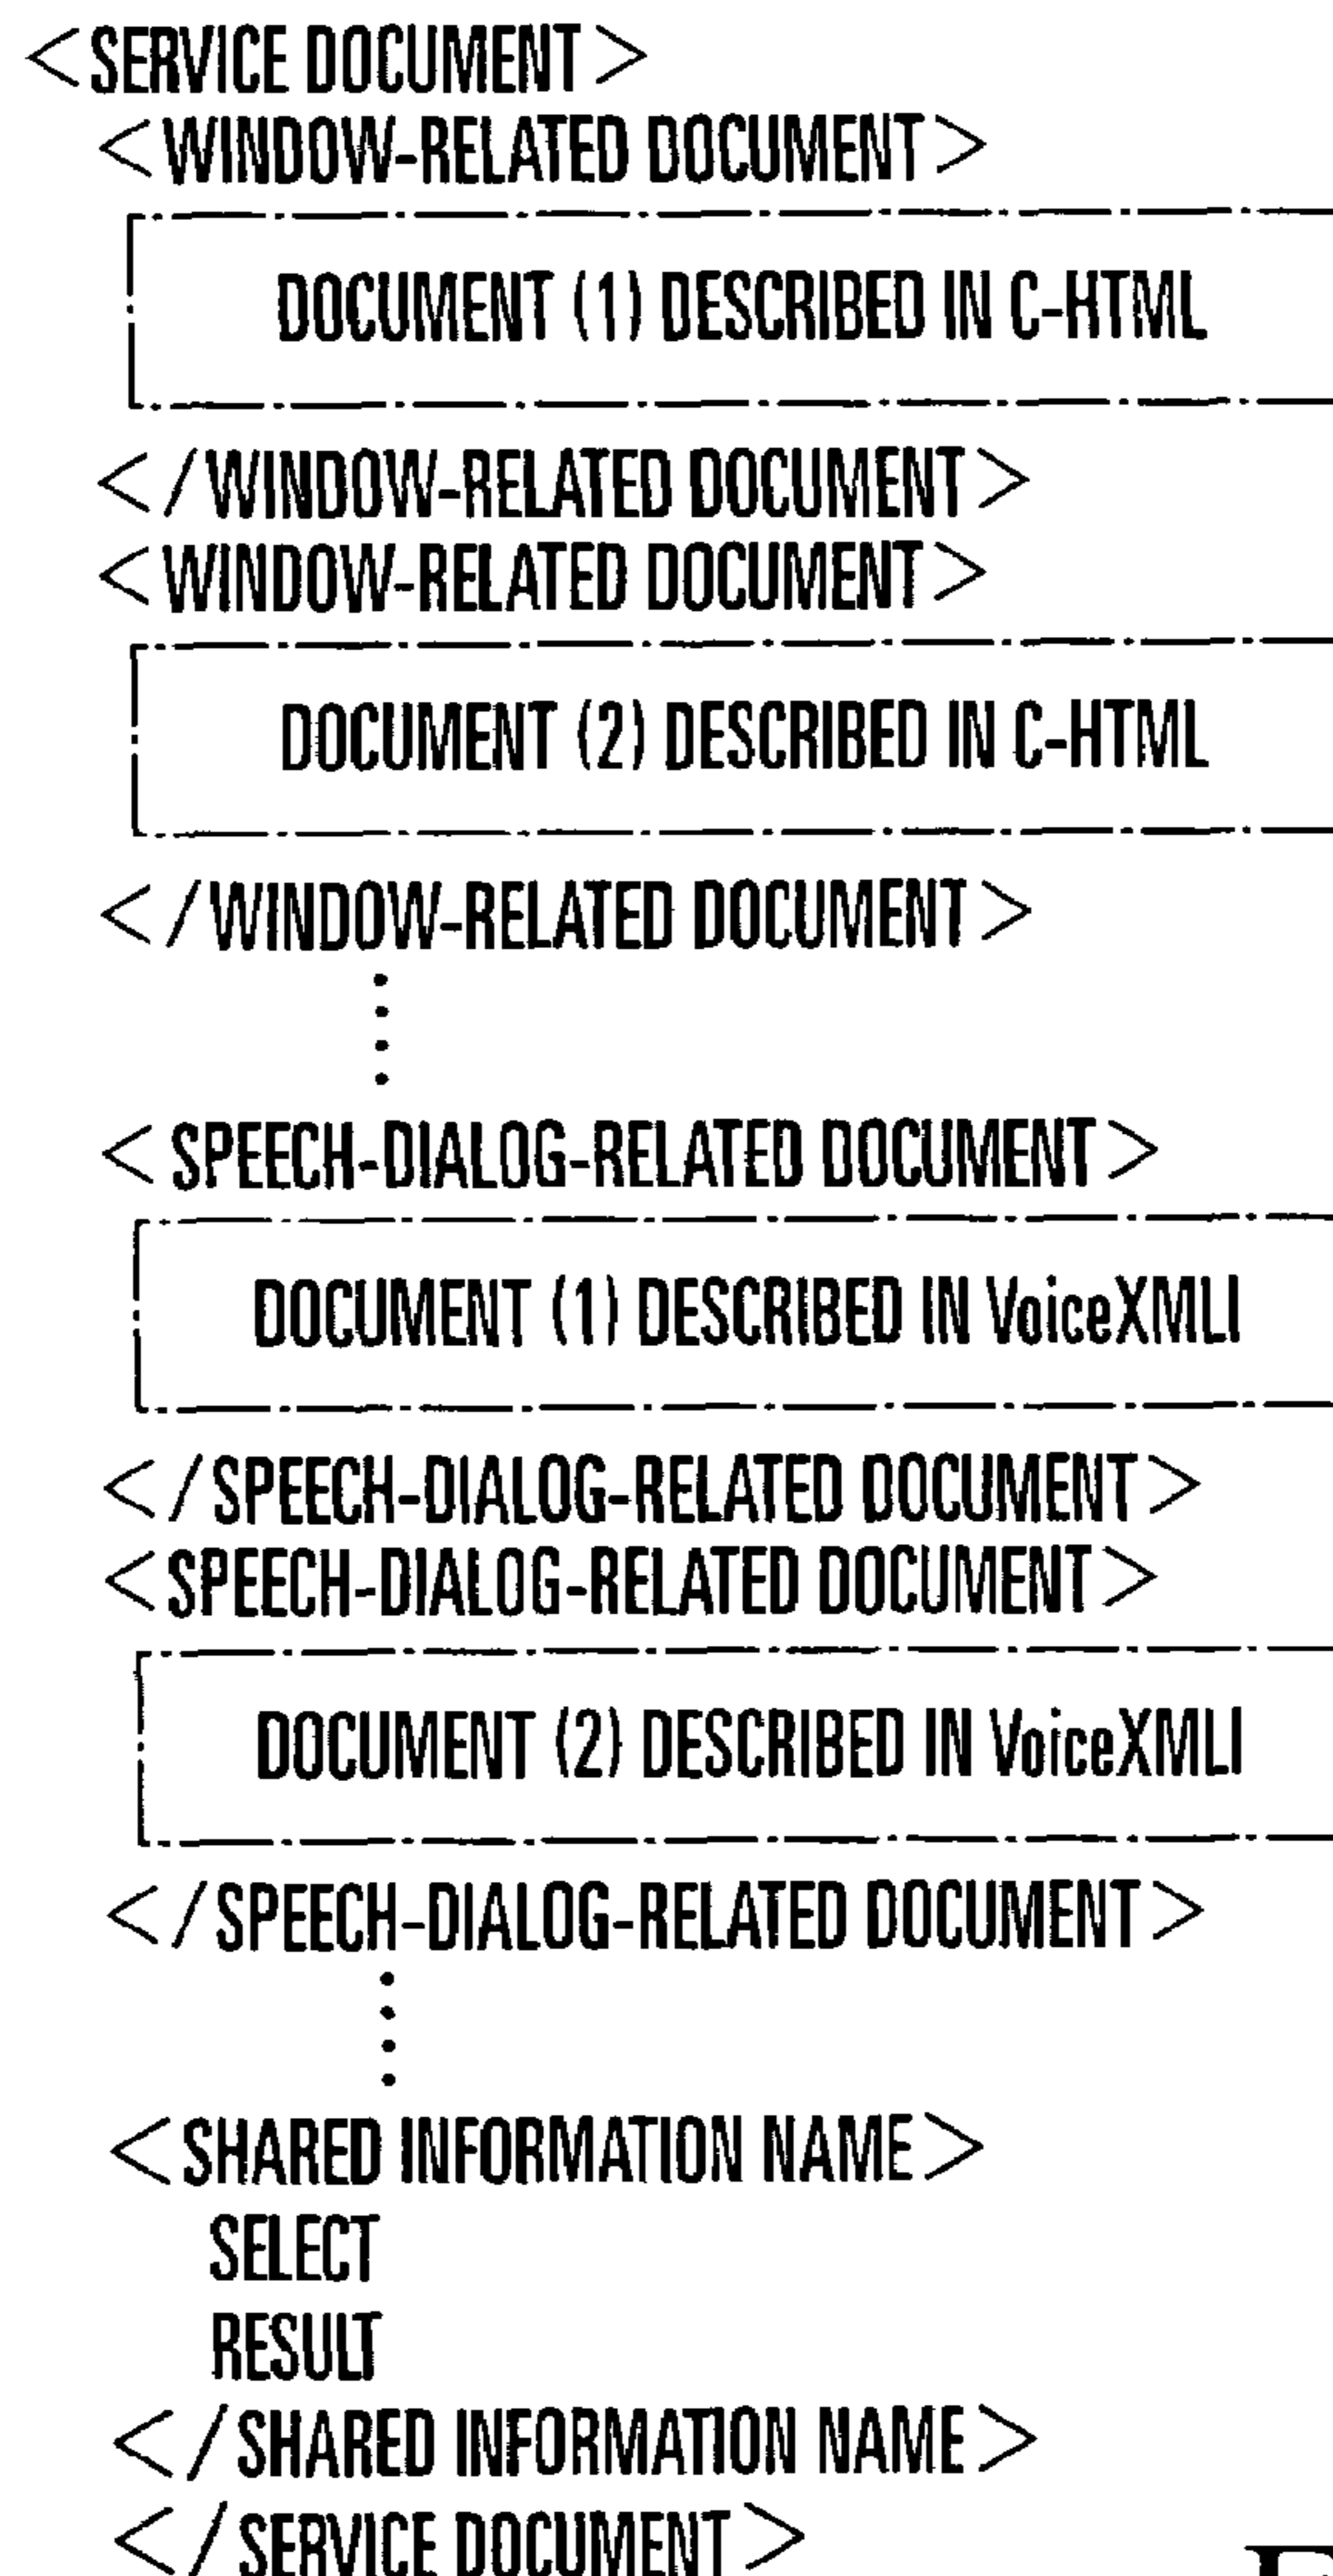 <SERVICE DOCUMENT>
<WINDOW-RELATED DOCUMENT>
DOCUMENT (1) DESCRIBED IN C-HTML
</WINDOW-RELATED DOCUMENT>
<WINDOW-RELATED DOCUMENT>
DOCUMENT (2) DESCRIBED IN C-HTML
</WINDOW-RELATED DOCUMENT>
<SPEECH-DIALOG-RELATED DOCUMENT>
DOCUMENT (1) DESCRIBED IN VoiceXMLI
</SPEECH-DIALOG-RELATED DOCUMENT>
<SPEECH-DIALOG-RELATED DOCUMENT>
DOCUMENT (2) DESCRIBED IN VoiceXMLI
</SPEECH-DIALOG-RELATED DOCUMENT>
<SHARED INFORMATION NAME>
SELECT
RESULT
</SHARED INFORMATION NAME>
</SERVICE DOCUMENT>